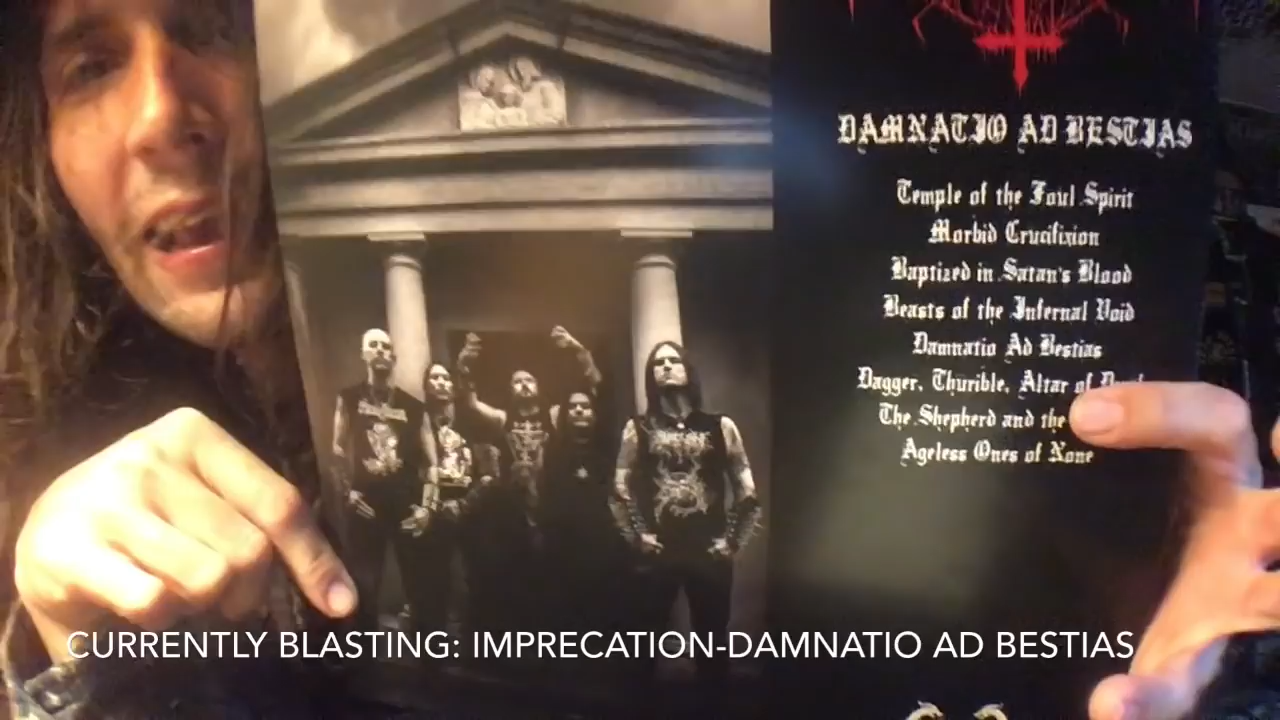 DAMNATIO AD BESTIAS
Temple of the Foul Spirit
Morbid Crucifixion
Baptized in Satan's Blood
Beasts of the Infernal Void
Damnatio Ad Bestias
Dagger, Thurible, Altar of
The Shepherd and the
Ageless Ones of None
CURRENTLY BLASTING: IMPRECATION-DAMNATIO AD BESTIAS